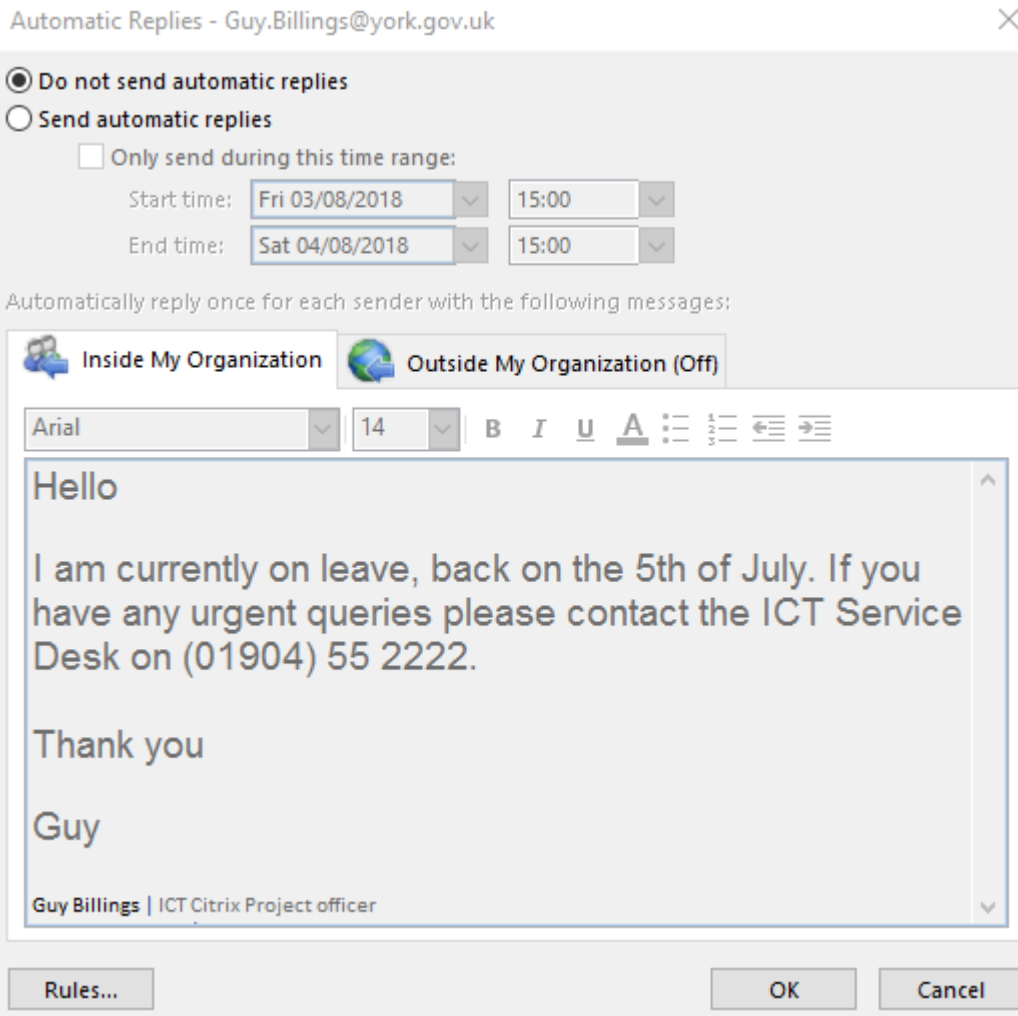 Automatic Replies - Guy.Billings@york.gov.uk
Do not send automatic replies
Send automatic replies
Only send during this time range:
Start time: Fri 03/08/2018 15:00
End time: Sat 04/08/2018 15:00
Automatically reply once for each sender with the following messages:
Inside My Organization Outside My Organization (Off)
Arial 14 B I U A
Hello
I am currently on leave, back on the 5th of July. If you
have any urgent queries please contact the ICT Service
Desk on (01904) 55 2222.
Thank you
Guy
Guy Billings | ICT Citrix Project officer
Rules... OK Cancel